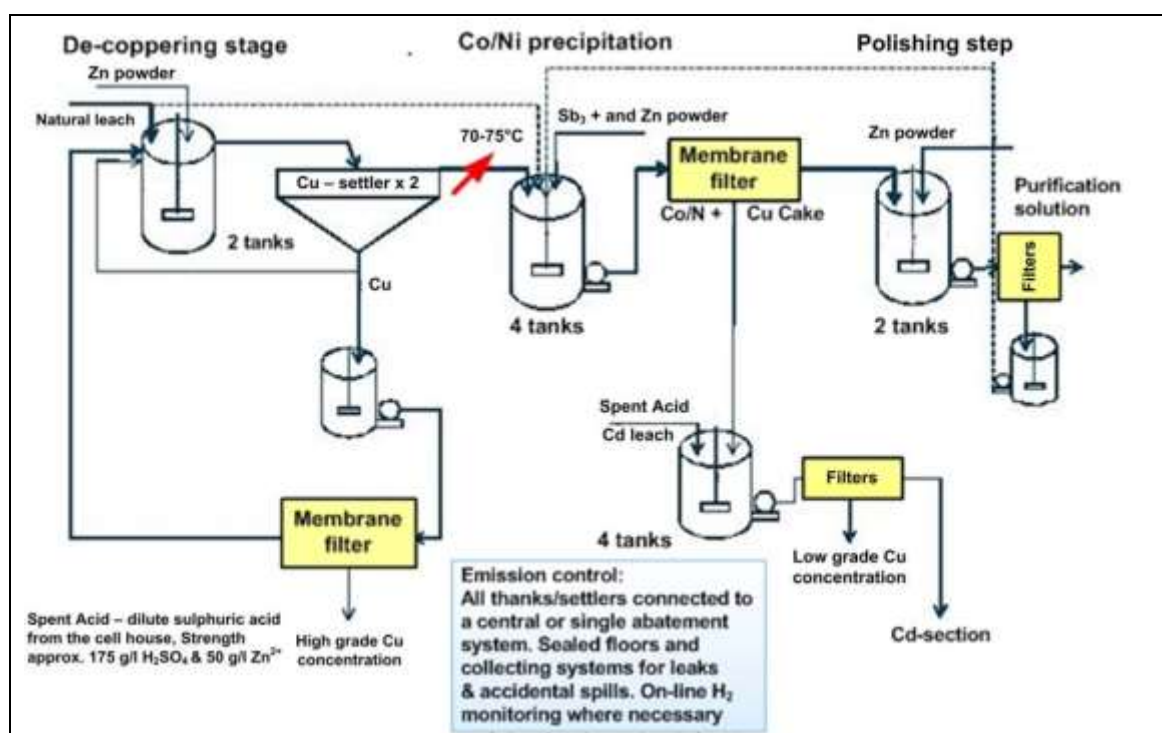 De-coppering stage
Co/Ni precipitation
Polishing step
Zn powder
Natural leach
70-75°C
Sb₃ + and Zn powder
Zn powder
Cu – settler x 2
Membrane
filter
Co/N + Cu Cake
Purification
solution
Filters
2 tanks
Cu
4 tanks
2 tanks
Spent Acid
Cd leach
Filters
4 tanks
Low grade Cu
concentration
Cd-section
Membrane
filter
High grade Cu
concentration
Spent Acid – dilute sulphuric acid
from the cell house, Strength
approx. 175 g/l H₂SO₄ & 50 g/l Zn²⁺
Emission control:
All thanks/settlers connected to
a central or single abatement
system. Sealed floors and
collecting systems for leaks
& accidental spills. On-line H₂
monitoring where necessary